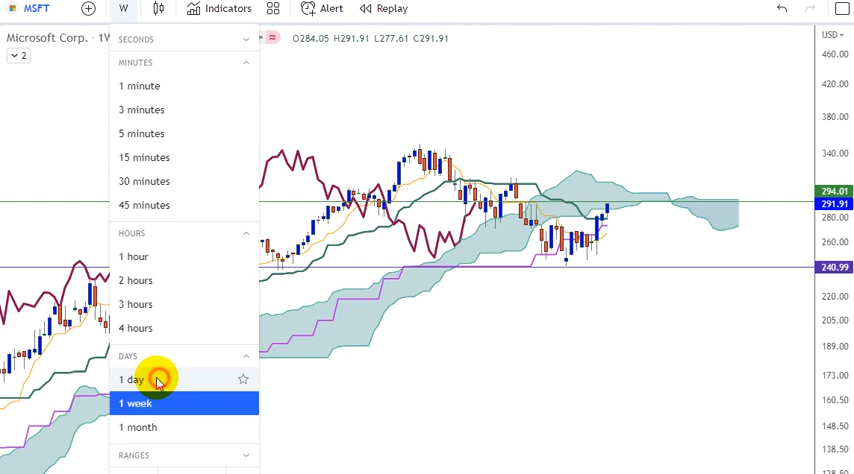 MSFT W Indicators Alert Replay
Microsoft Corp. · 1W O284.05 H291.91 L277.61 C291.91 USD
2
SECONDS
MINUTES
1 minute
3 minutes
5 minutes
15 minutes
30 minutes
45 minutes
HOURS
1 hour
2 hours
3 hours
4 hours
DAYS
1 day
1 week
1 month
RANGES
460.00
420.00
380.00
340.00
294.01
291.91
280.00
260.00
240.99
220.00
205.00
189.00
173.00
160.50
148.50
138.50
128.50